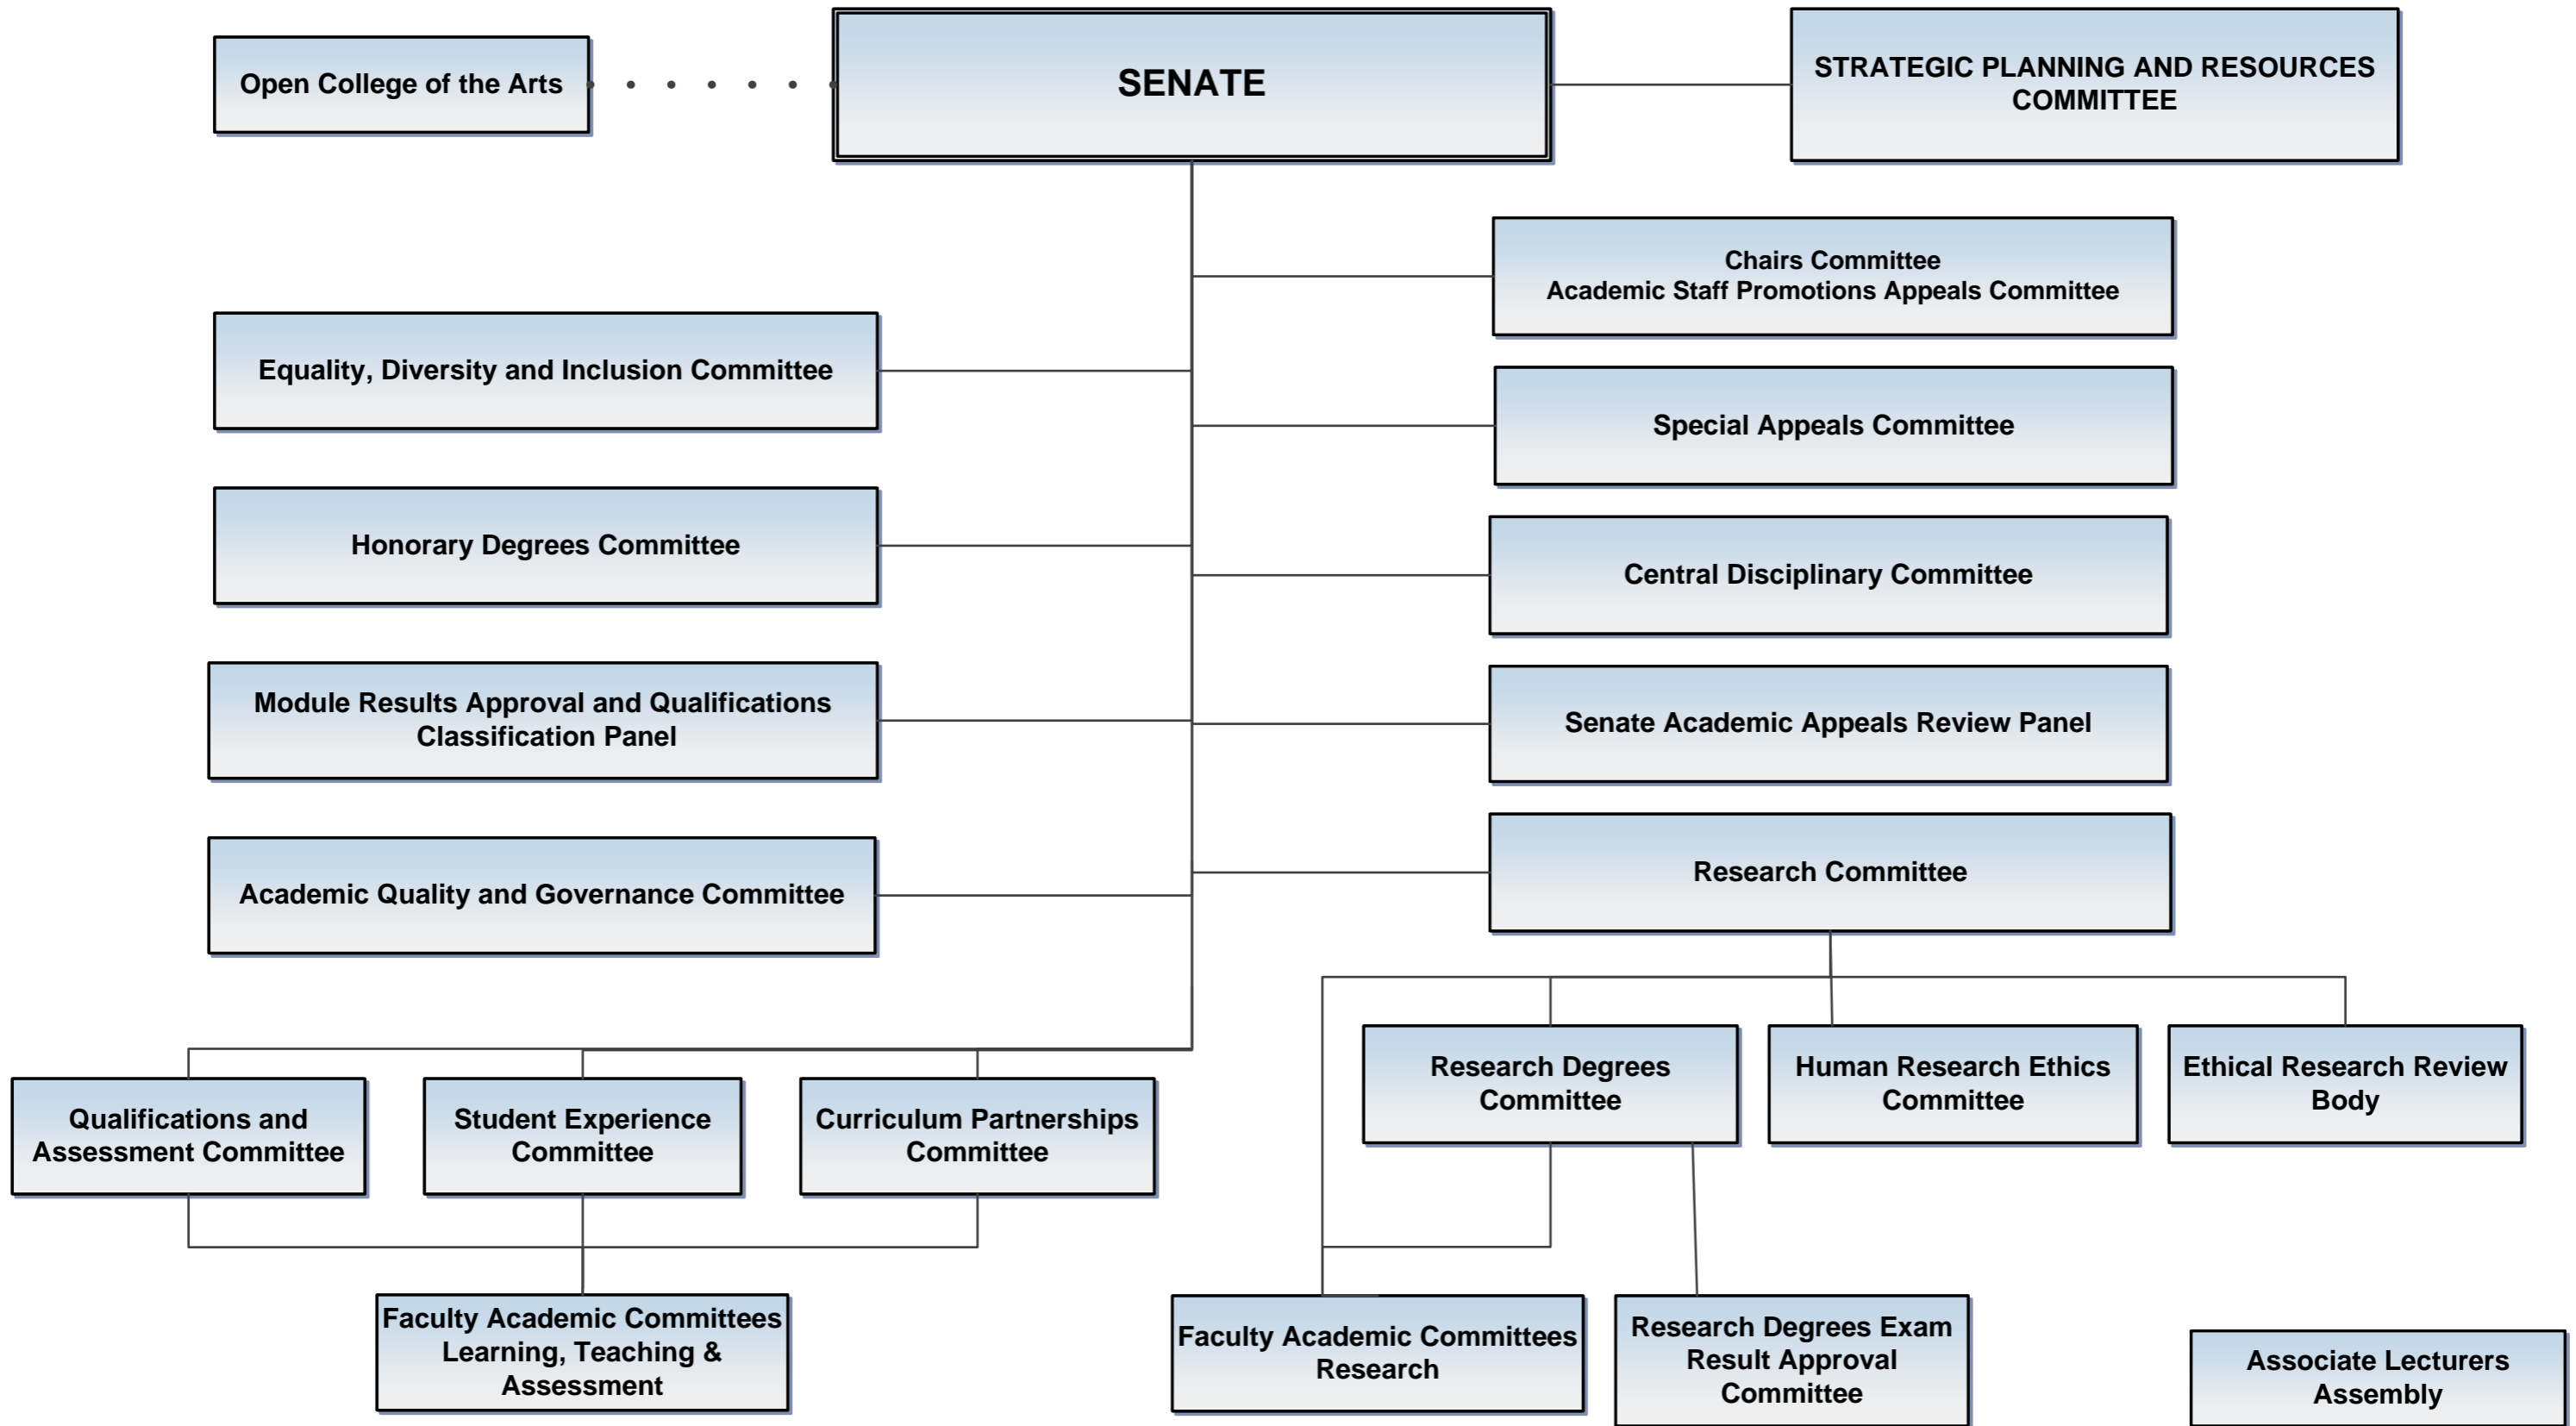 Open College of the Arts
SENATE
STRATEGIC PLANNING AND RESOURCES
COMMITTEE
Chairs Committee
Academic Staff Promotions Appeals Committee
Equality, Diversity and Inclusion Committee
Special Appeals Committee
Honorary Degrees Committee
Central Disciplinary Committee
Module Results Approval and Qualifications
Classification Panel
Senate Academic Appeals Review Panel
Academic Quality and Governance Committee
Research Committee
Qualifications and
Assessment Committee
Student Experience
Committee
Curriculum Partnerships
Committee
Research Degrees
Committee
Human Research Ethics
Committee
Ethical Research Review
Body
Faculty Academic Committees
Learning, Teaching &
Assessment
Faculty Academic Committees
Research
Research Degrees Exam
Result Approval
Committee
Associate Lecturers
Assembly